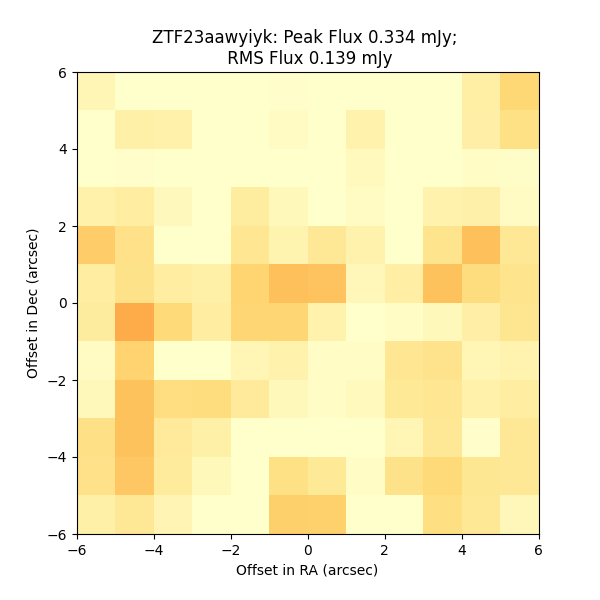 ZTF23aawyiyk: Peak Flux 0.334 mJy;
RMS Flux 0.139 mJy
6
4
2
0
−2
−4
−6
Offset in Dec (arcsec)
−6 −4 −2 0 2 4 6
Offset in RA (arcsec)